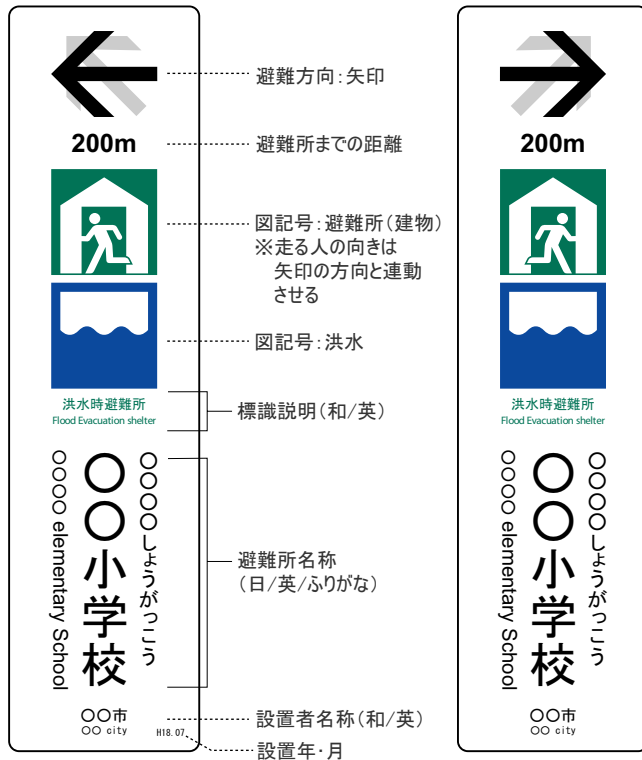 200m
洪水時避難所
Flood Evacuation shelter
○○○○しょうがっこう
○○小学校
○○○○ elementary School
○○市
○○ city
H18.07
避難方向:矢印
避難所までの距離
図記号:避難所(建物)
※走る人の向きは
矢印の方向と連動
させる
図記号:洪水
標識説明(和/英)
避難所名称
(日/英/ふりがな)
設置者名称(和/英)
設置年・月
200m
洪水時避難所
Flood Evacuation shelter
○○○○しょうがっこう
○○小学校
○○○○ elementary School
○○市
○○ city